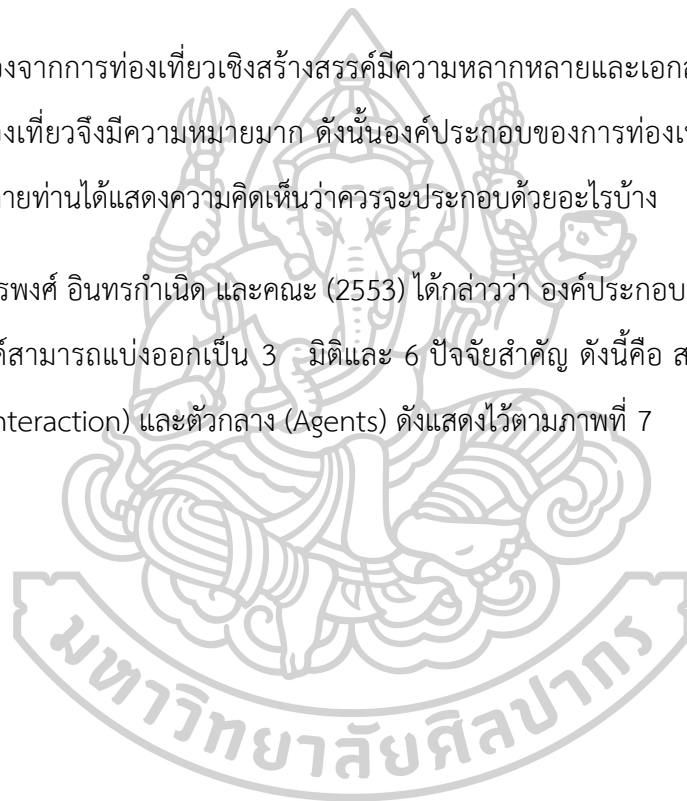 องจากการท่องเที่ยวเชิงสร้างสรรค์มีความหลากหลายและเอกล
องเที่ยวจึงมีความหมายมาก ดังนั้นองค์ประกอบของการท่องเท
ายท่านได้แสดงความคิดเห็นว่าควรจะประกอบด้วยอะไรบ้าง
รพงศ์ อินทรกำเนิด และคณะ (2553) ได้กล่าวว่า องค์ประกอบ
ค์สามารถแบ่งออกเป็น 3 มิติและ 6 ปัจจัยสำคัญ ดังนี้คือ ส
nteraction) และตัวกลาง (Agents) ดังแสดงไว้ตามภาพที่ 7
มหาวิทยาลัยศิลปากร